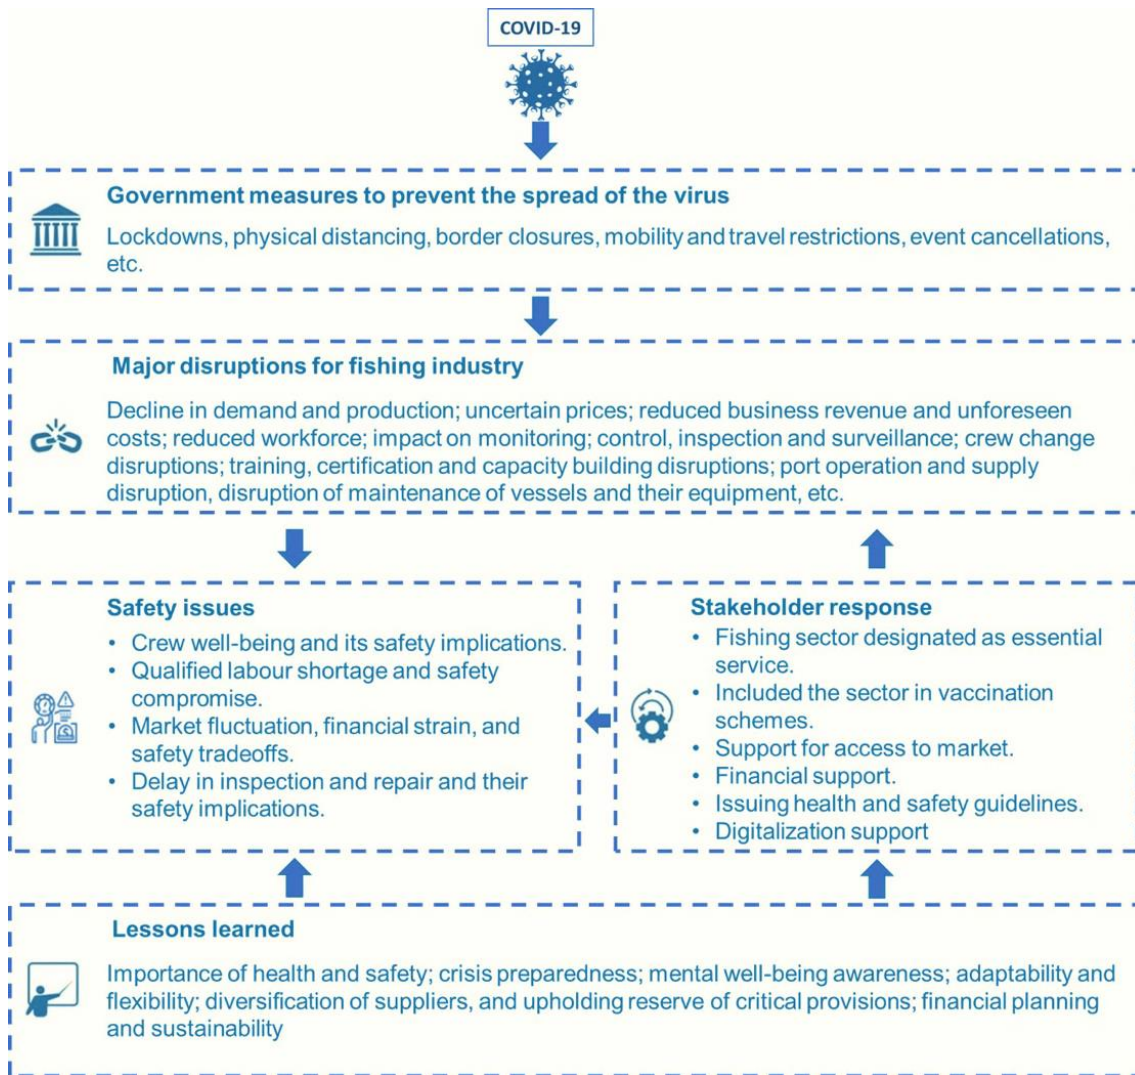 COVID-19
Government measures to prevent the spread of the virus
Lockdowns, physical distancing, border closures, mobility and travel restrictions, event cancellations,
etc.
Major disruptions for fishing industry
Decline in demand and production; uncertain prices; reduced business revenue and unforeseen
costs; reduced workforce; impact on monitoring; control, inspection and surveillance; crew change
disruptions; training, certification and capacity building disruptions; port operation and supply
disruption, disruption of maintenance of vessels and their equipment, etc.
Safety issues
• Crew well-being and its safety implications.
• Qualified labour shortage and safety
compromise.
• Market fluctuation, financial strain, and
safety tradeoffs.
• Delay in inspection and repair and their
safety implications.
Stakeholder response
• Fishing sector designated as essential
service.
• Included the sector in vaccination
schemes.
• Support for access to market.
• Financial support.
• Issuing health and safety guidelines.
• Digitalization support
Lessons learned
Importance of health and safety; crisis preparedness; mental well-being awareness; adaptability and
flexibility; diversification of suppliers, and upholding reserve of critical provisions; financial planning
and sustainability